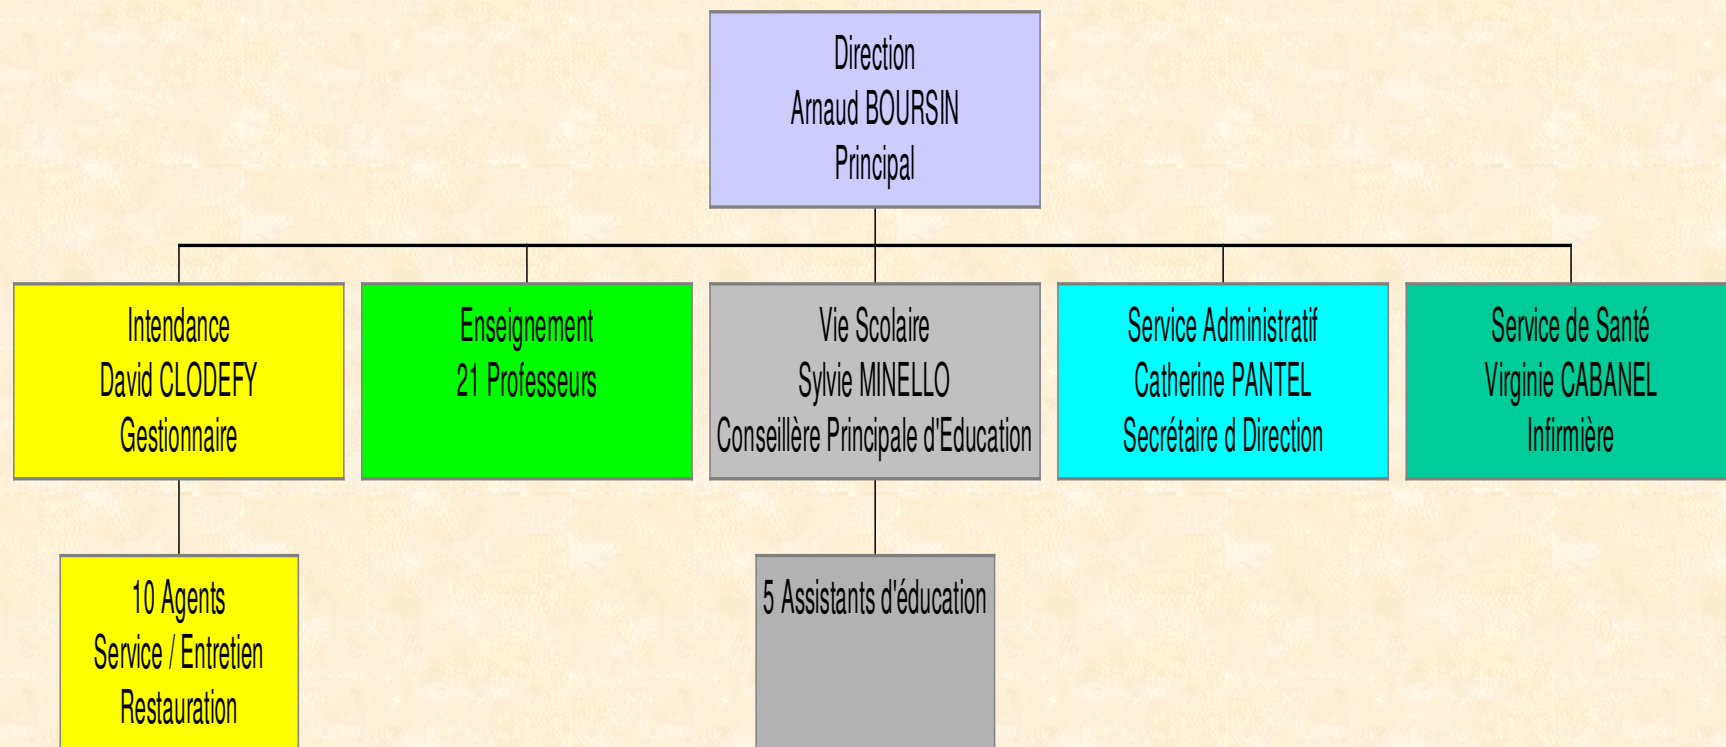 Direction
Arnaud BOURSIN
Principal
Intendance
David CLODEFY
Gestionnaire
Enseignement
21 Professeurs
Vie Scolaire
Sylvie MINELLO
Conseillère Principale d'Education
Service Administratif
Catherine PANTEL
Secrétaire d Direction
Service de Santé
Virginie CABANEL
Infirmière
10 Agents
Service / Entretien
Restauration
5 Assistants d'éducation